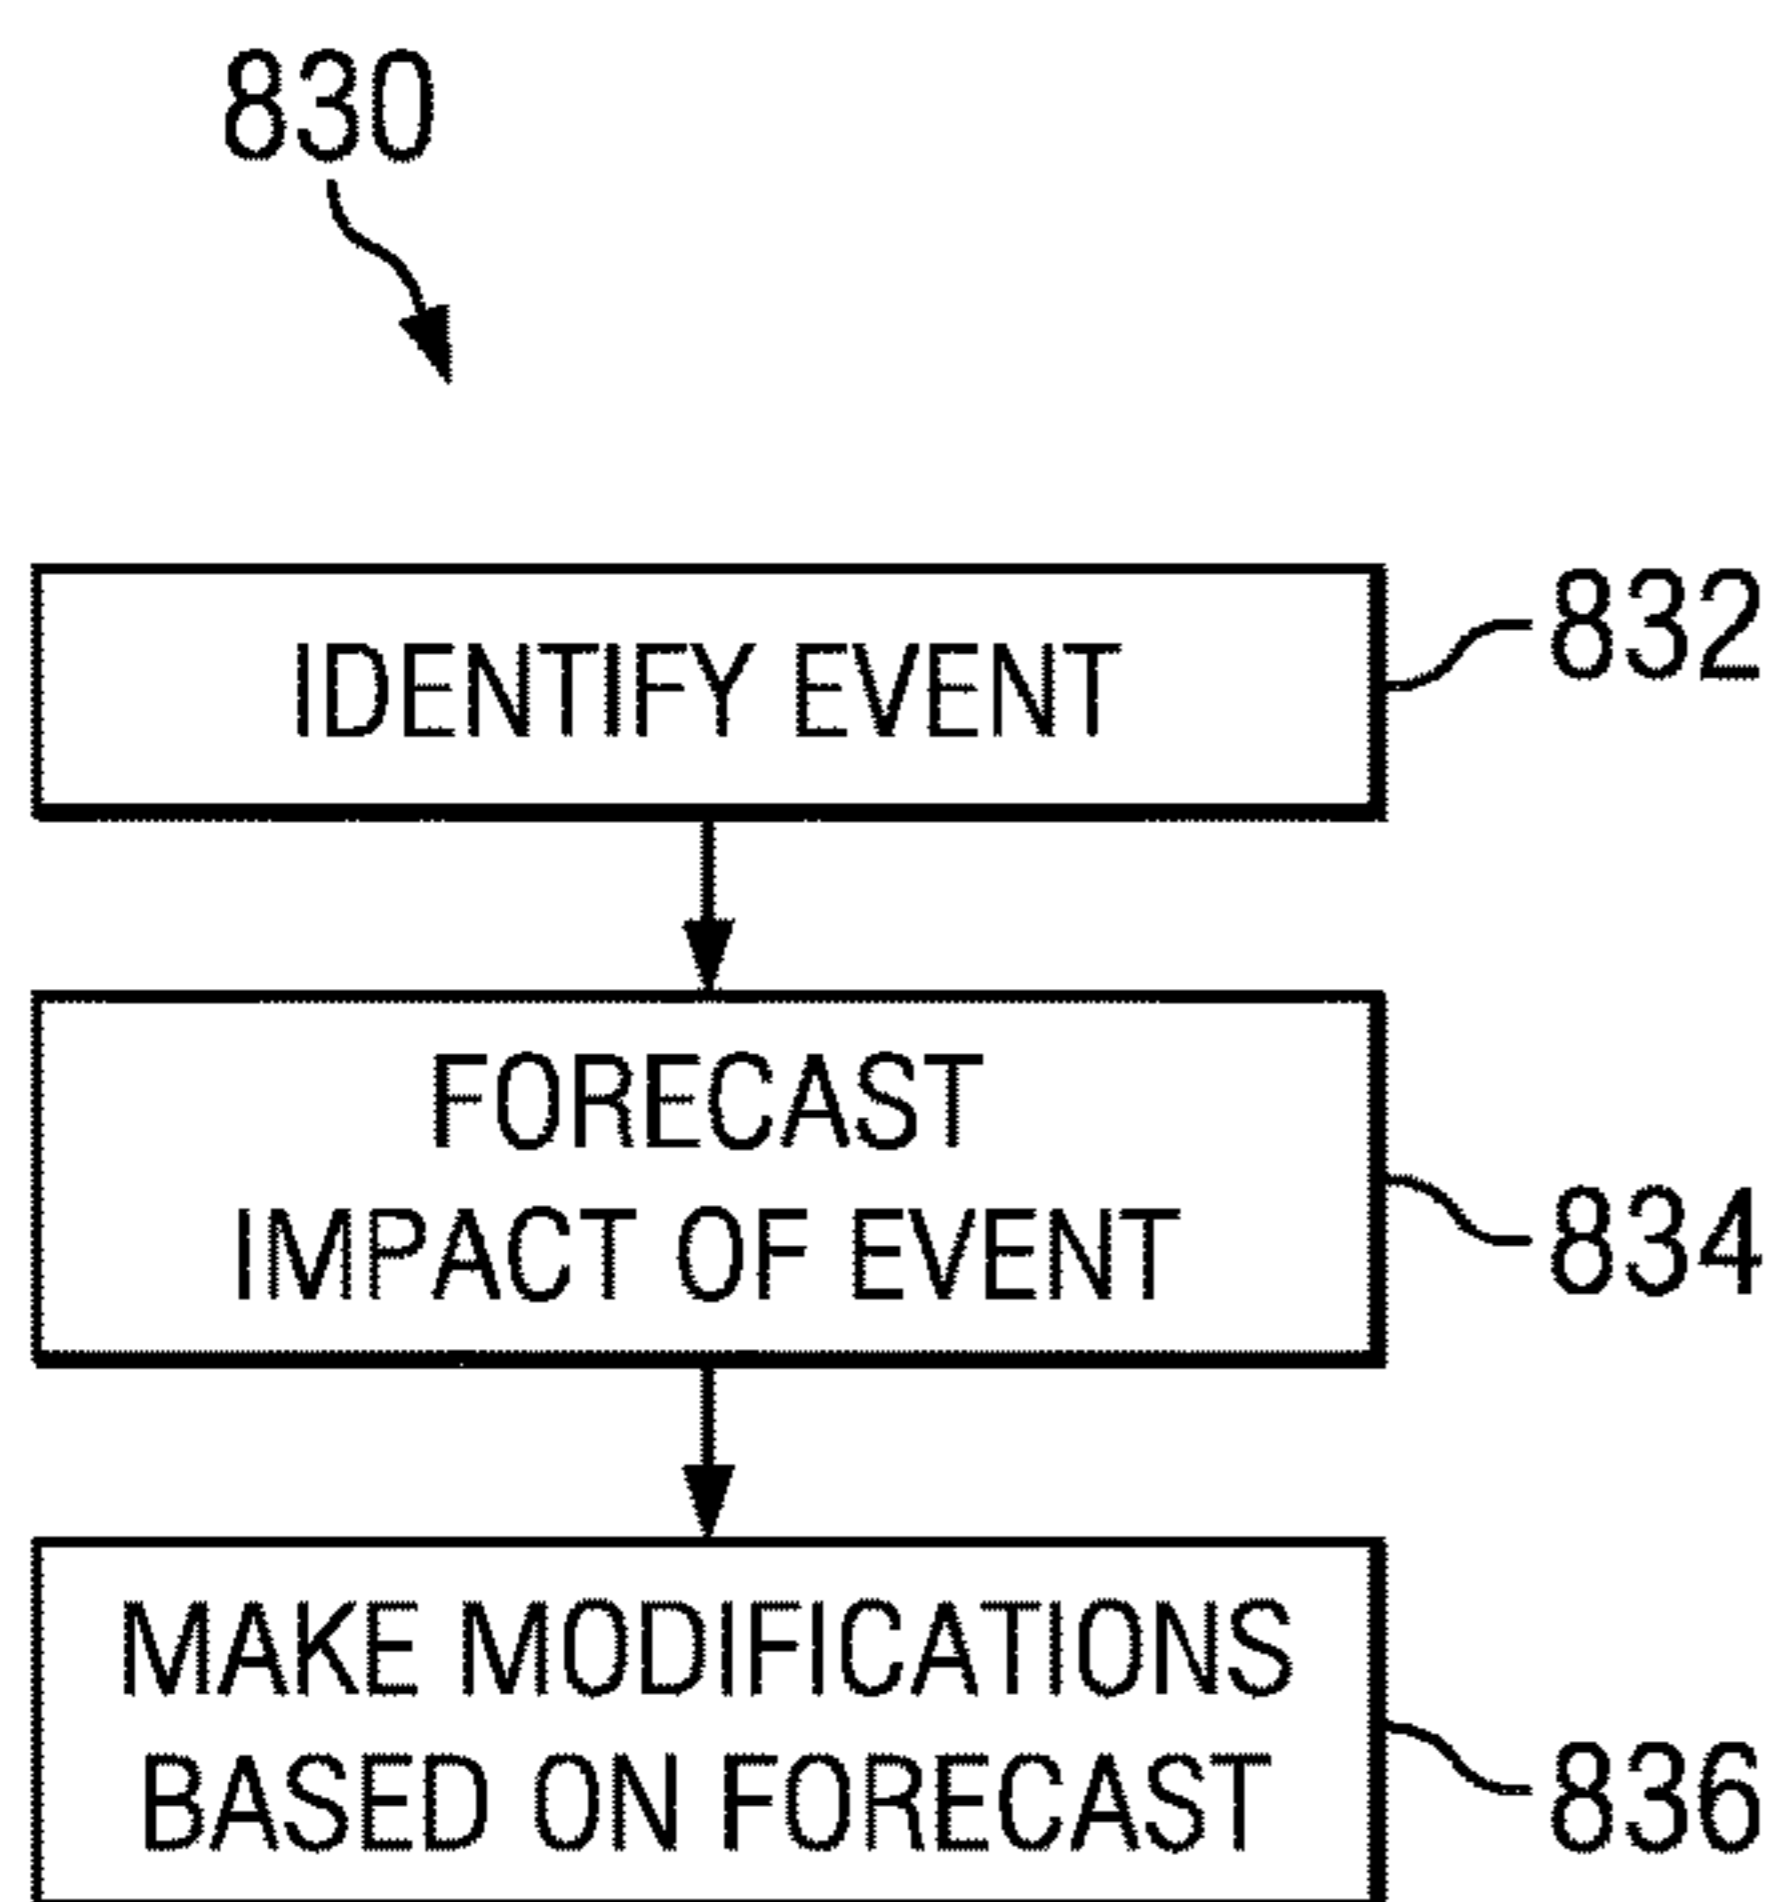 830
IDENTIFY EVENT
832
FORECAST
IMPACT OF EVENT
834
MAKE MODIFICATIONS
BASED ON FORECAST
836